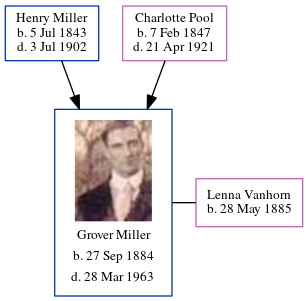 Henry Miller
b. 5 Jul 1843
d. 3 Jul 1902
Charlotte Pool
b. 7 Feb 1847
d. 21 Apr 1921
Grover Miller
b. 27 Sep 1884
d. 28 Mar 1963
Lenna Vanhorn
b. 28 May 1885